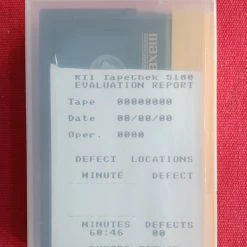 maxell
RTI TapeChek 5100
EVALUATION REPORT
Tape 00000000
Date 00/00/00
Oper. 0000
DEFECT LOCATIONS
MINUTE DEFECT
MINUTES DEFECTS
60:46 00